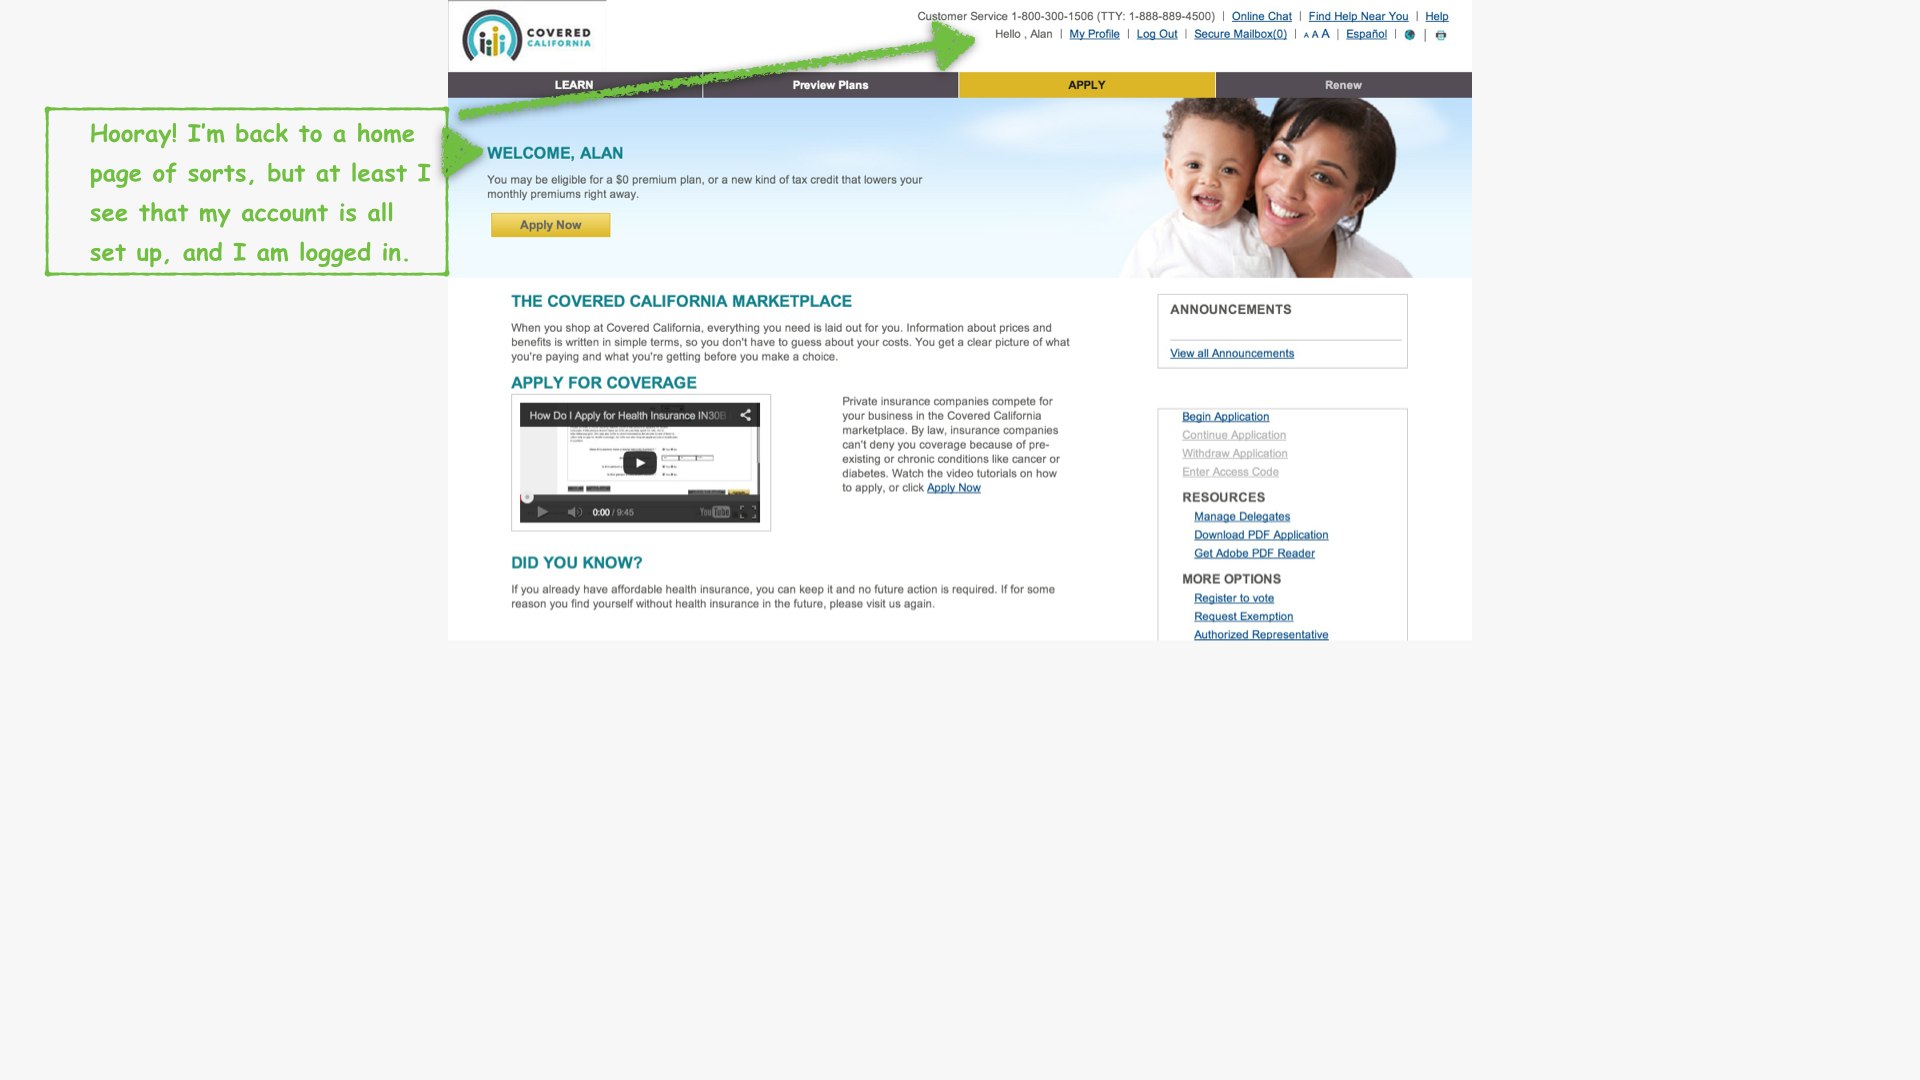 COVERED
CALIFORNIA
Customer Service 1-800-300-1506 (TTY: 1-888-889-4500) | Online Chat | Find Help Near You | Help
Hello , Alan | My Profile | Log Out | Secure Mailbox(0) | A A A | Español |
LEARN
Preview Plans
APPLY
Renew
Hooray! I'm back to a home
page of sorts, but at least I
see that my account is all
set up, and I am logged in.
WELCOME, ALAN
You may be eligible for a $0 premium plan, or a new kind of tax credit that lowers your
monthly premiums right away.
Apply Now
THE COVERED CALIFORNIA MARKETPLACE
When you shop at Covered California, everything you need is laid out for you. Information about prices and
benefits is written in simple terms, so you don't have to guess about your costs. You get a clear picture of what
you're paying and what you're getting before you make a choice.
APPLY FOR COVERAGE
How Do I Apply for Health Insurance IN30B
0:00 / 9:45
YouTube
Private insurance companies compete for
your business in the Covered California
marketplace. By law, insurance companies
can't deny you coverage because of pre-
existing or chronic conditions like cancer or
diabetes. Watch the video tutorials on how
to apply, or click Apply Now
DID YOU KNOW?
If you already have affordable health insurance, you can keep it and no future action is required. If for some
reason you find yourself without health insurance in the future, please visit us again.
ANNOUNCEMENTS
View all Announcements
Begin Application
Continue Application
Withdraw Application
Enter Access Code
RESOURCES
Manage Delegates
Download PDF Application
Get Adobe PDF Reader
MORE OPTIONS
Register to vote
Request Exemption
Authorized Representative